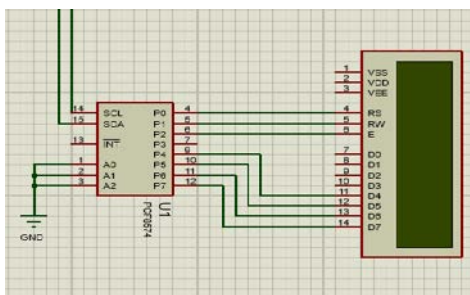 14 SCL P0 4
15 SDA P1 5
P2 6
13 INT P3 7
P4 9
1 A0 P5 10
2 A1 P6 11
3 A2 P7 12
U1
PCF8574
GND
1 VSS
2 VDD
3 VEE
4 RS
5 RW
6 E
7 D0
8 D1
9 D2
10 D3
11 D4
12 D5
13 D6
14 D7